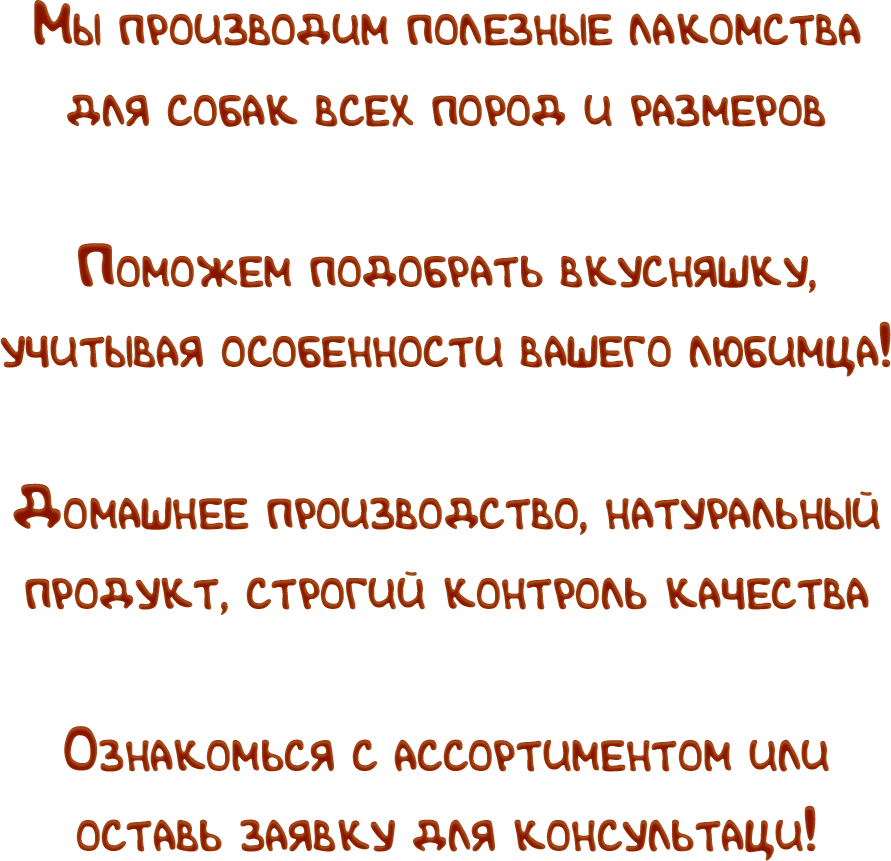 Мы производим полезные лакомства
для собак всех пород и размеров
Поможем подобрать вкусняшку,
учитывая особенности вашего любимца!
Домашнее производство, натуральный
продукт, строгий контроль качества
Ознакомься с ассортиментом или
оставь заявку для консультаци!